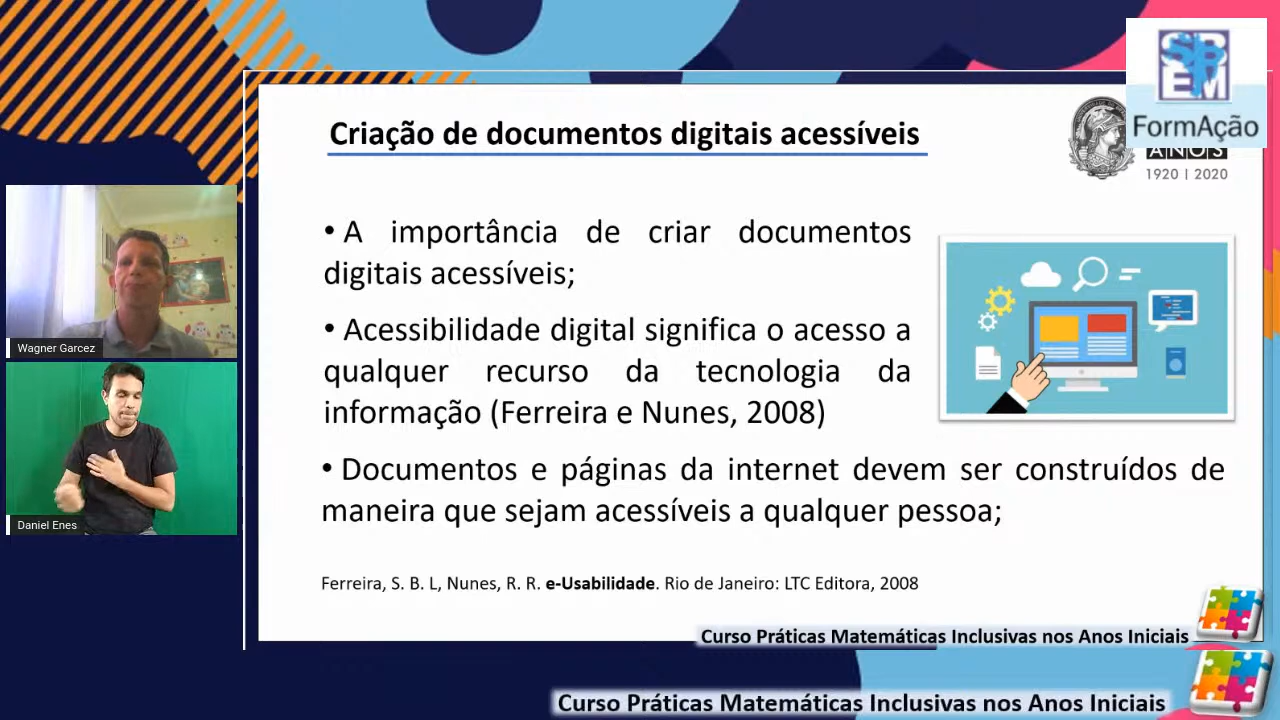 SBEM
FormAção
ANOS
1920 | 2020
Criação de documentos digitais acessíveis
• A importância de criar documentos
digitais acessíveis;
• Acessibilidade digital significa o acesso a
qualquer recurso da tecnologia da
informação (Ferreira e Nunes, 2008)
• Documentos e páginas da internet devem ser construídos de
maneira que sejam acessíveis a qualquer pessoa;
Ferreira, S. B. L, Nunes, R. R. e-Usabilidade. Rio de Janeiro: LTC Editora, 2008
Wagner Garcez
Daniel Enes
Curso Práticas Matemáticas Inclusivas nos Anos Iniciais
Curso Práticas Matemáticas Inclusivas nos Anos Iniciais